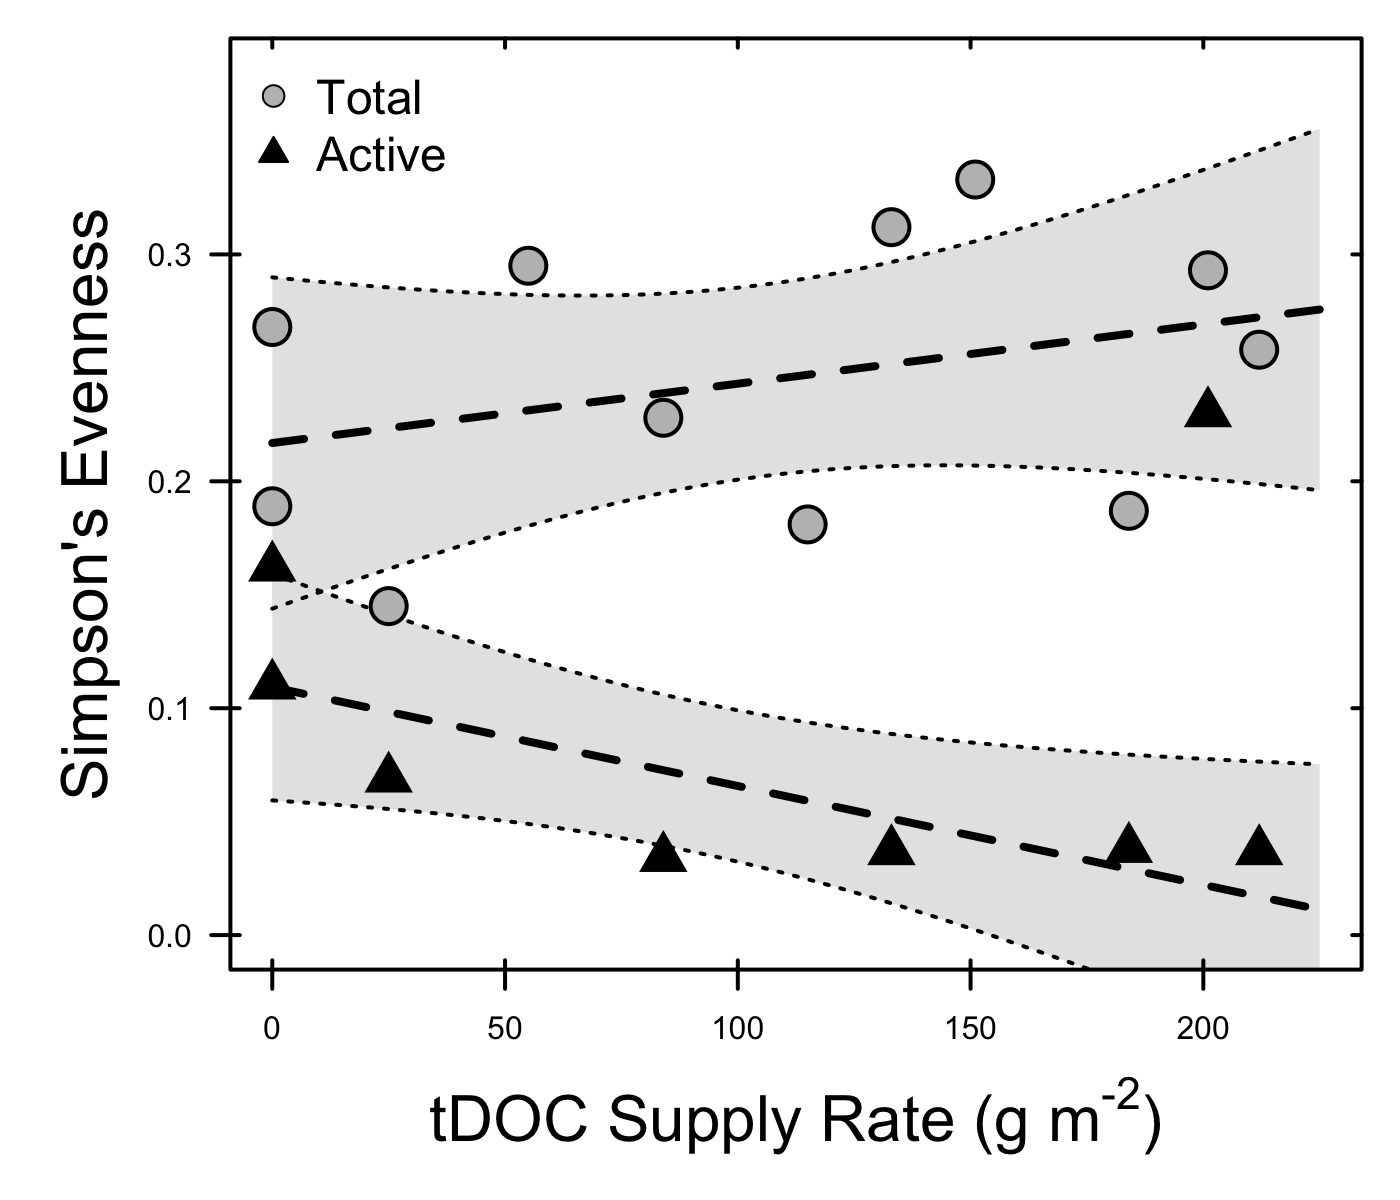 Total
Active
Simpson's Evenness
0.3
0.2
0.1
0.0
0 50 100 150 200
tDOC Supply Rate (g m⁻²)